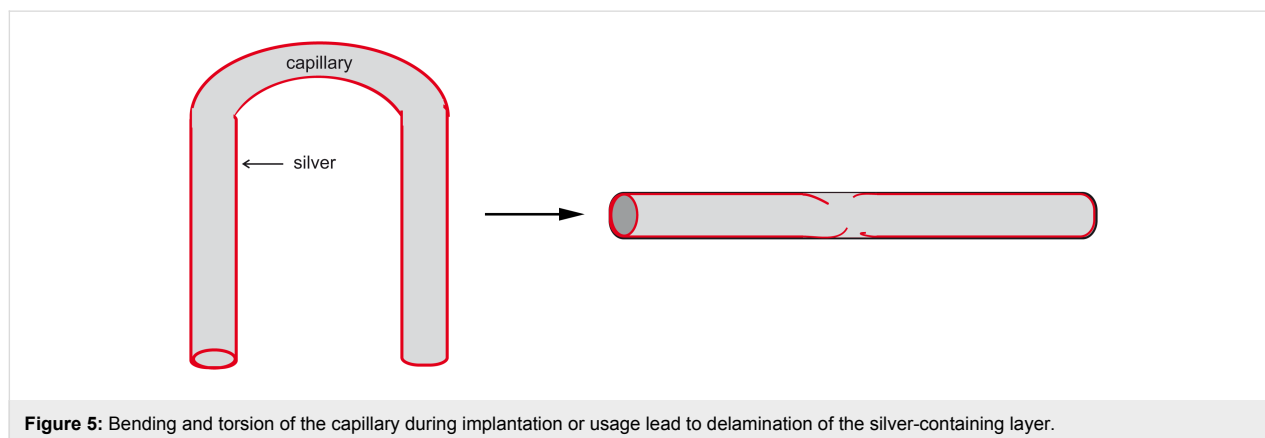 capillary
silver
Figure 5: Bending and torsion of the capillary during implantation or usage lead to delamination of the silver-containing layer.